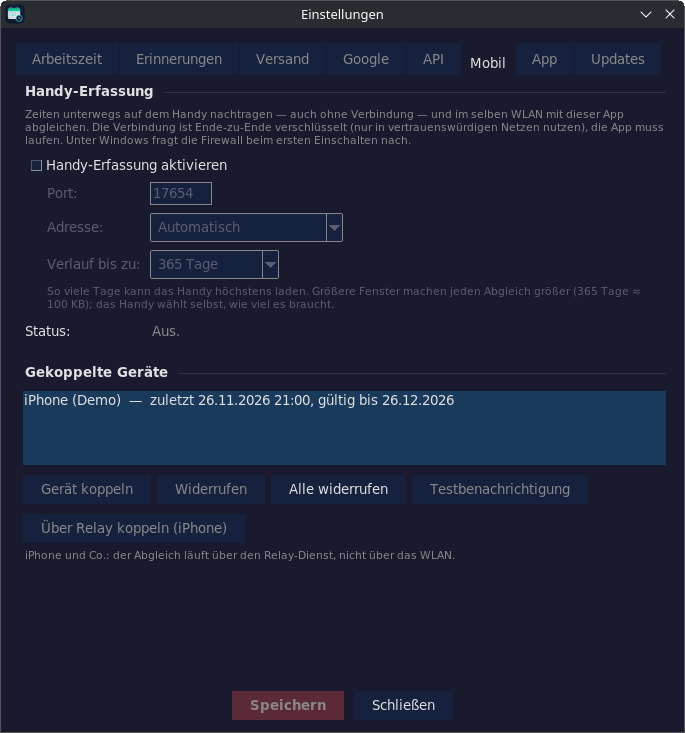 Einstellungen
Arbeitszeit Erinnerungen Versand Google API Mobil App Updates
Handy-Erfassung
Zeiten unterwegs auf dem Handy nachtragen — auch ohne Verbindung — und im selben WLAN mit dieser App
abgleichen. Die Verbindung ist Ende-zu-Ende verschlüsselt (nur in vertrauenswürdigen Netzen nutzen), die App muss
laufen. Unter Windows fragt die Firewall beim ersten Einschalten nach.
Handy-Erfassung aktivieren
Port: 17654
Adresse: Automatisch
Verlauf bis zu: 365 Tage
So viele Tage kann das Handy höchstens laden. Größere Fenster machen jeden Abgleich größer (365 Tage ≈
100 KB); das Handy wählt selbst, wie viel es braucht.
Status: Aus.
Gekoppelte Geräte
iPhone (Demo) — zuletzt 26.11.2026 21:00, gültig bis 26.12.2026
Gerät koppeln Widerrufen Alle widerrufen Testbenachrichtigung
Über Relay koppeln (iPhone)
iPhone und Co.: der Abgleich läuft über den Relay-Dienst, nicht über das WLAN.
Speichern Schließen